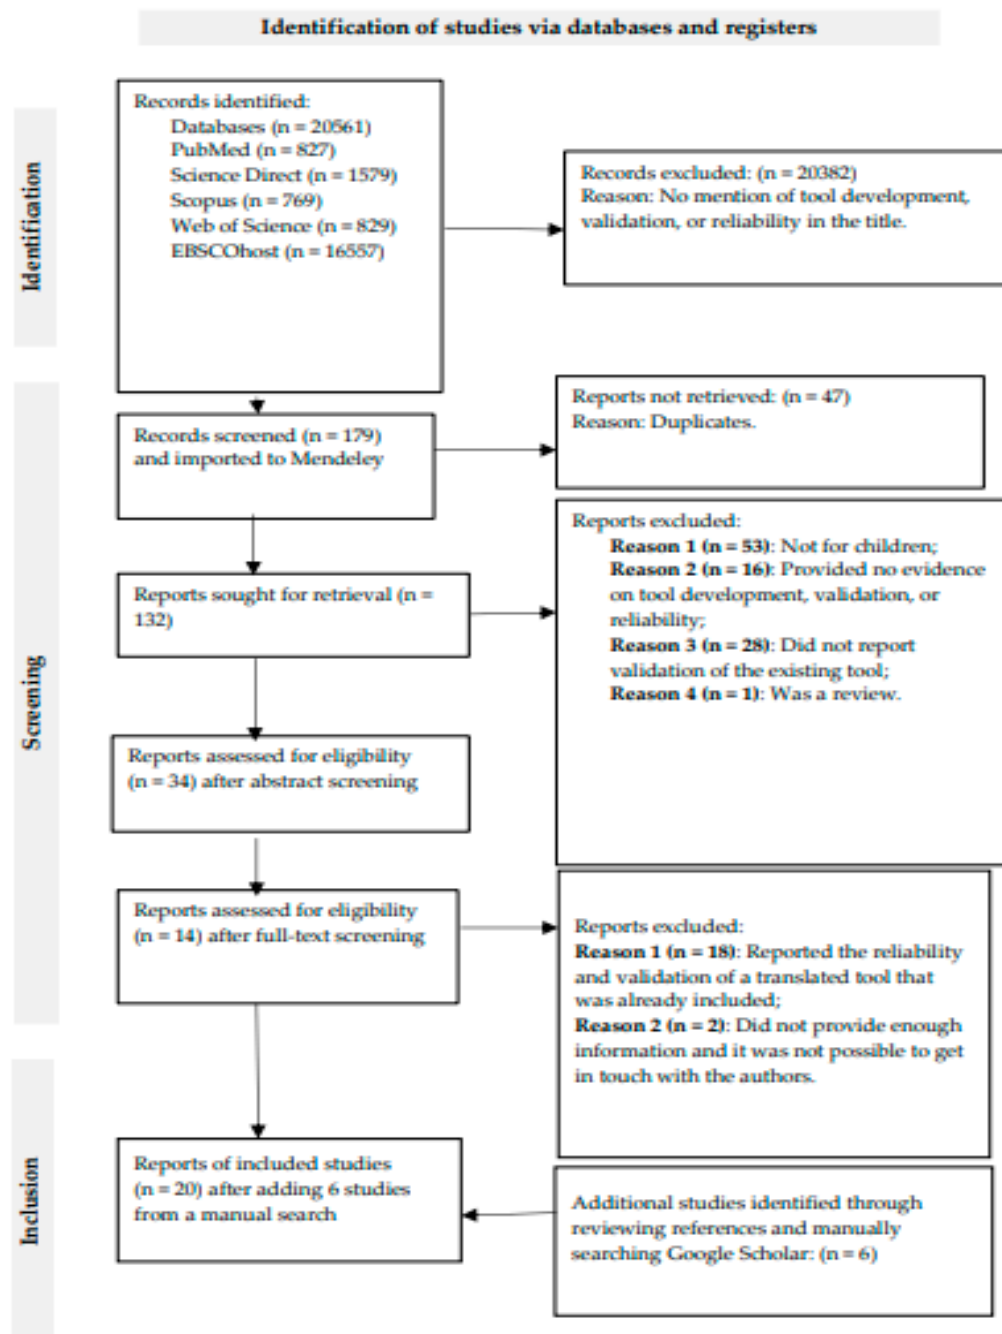 Identification of studies via databases and registers
Identification
Records identified:
Databases (n = 20561)
PubMed (n = 827)
Science Direct (n = 1579)
Scopus (n = 769)
Web of Science (n = 829)
EBSCOhost (n = 16557)
Records excluded: (n = 20382)
Reason: No mention of tool development,
validation, or reliability in the title.
Screening
Records screened (n = 179)
and imported to Mendeley
Reports not retrieved: (n = 47)
Reason: Duplicates.
Reports sought for retrieval (n =
132)
Reports excluded:
Reason 1 (n = 53): Not for children;
Reason 2 (n = 16): Provided no evidence
on tool development, validation, or
reliability;
Reason 3 (n = 28): Did not report
validation of the existing tool;
Reason 4 (n = 1): Was a review.
Reports assessed for eligibility
(n = 34) after abstract screening
Reports assessed for eligibility
(n = 14) after full-text screening
Reports excluded:
Reason 1 (n = 18): Reported the reliability
and validation of a translated tool that
was already included;
Reason 2 (n = 2): Did not provide enough
information and it was not possible to get
in touch with the authors.
Inclusion
Reports of included studies
(n = 20) after adding 6 studies
from a manual search
Additional studies identified through
reviewing references and manually
searching Google Scholar: (n = 6)